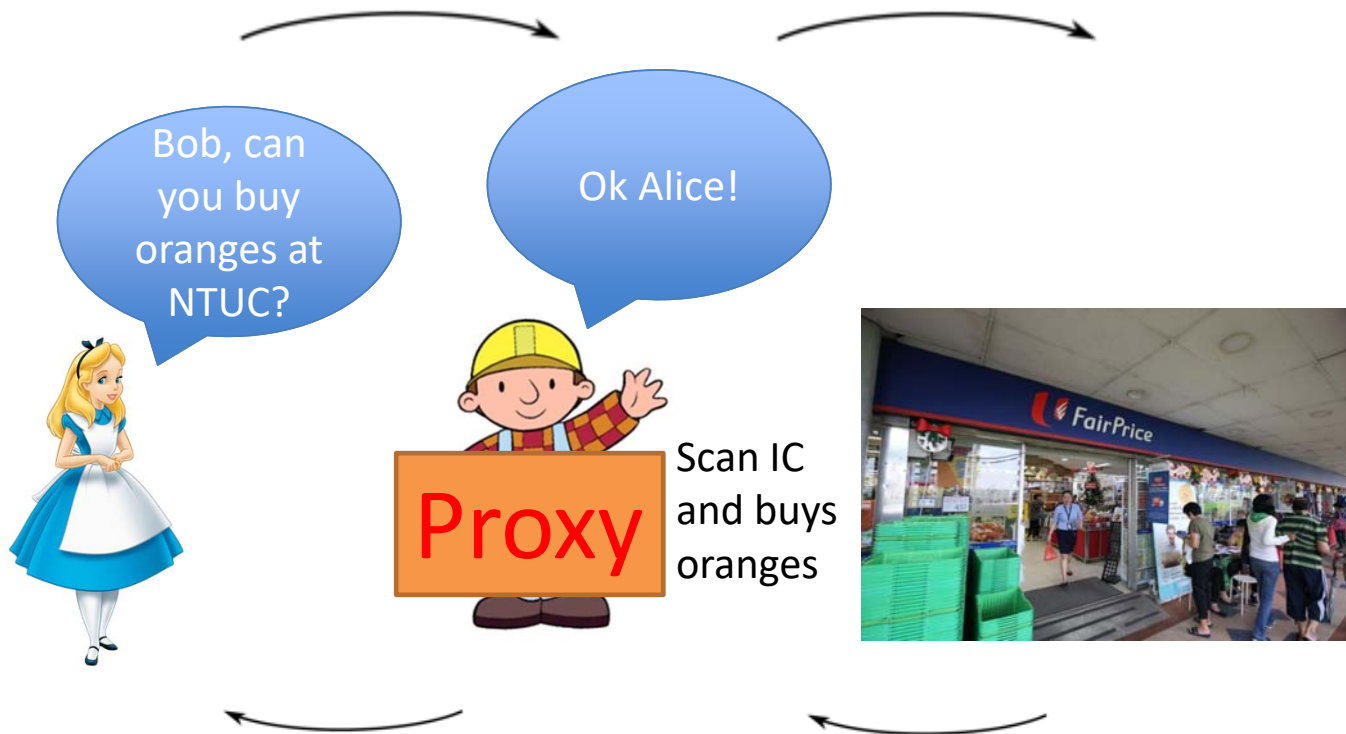 Bob, can
you buy
oranges at
NTUC?
Ok Alice!
Proxy
Scan IC
and buys
oranges
FairPrice